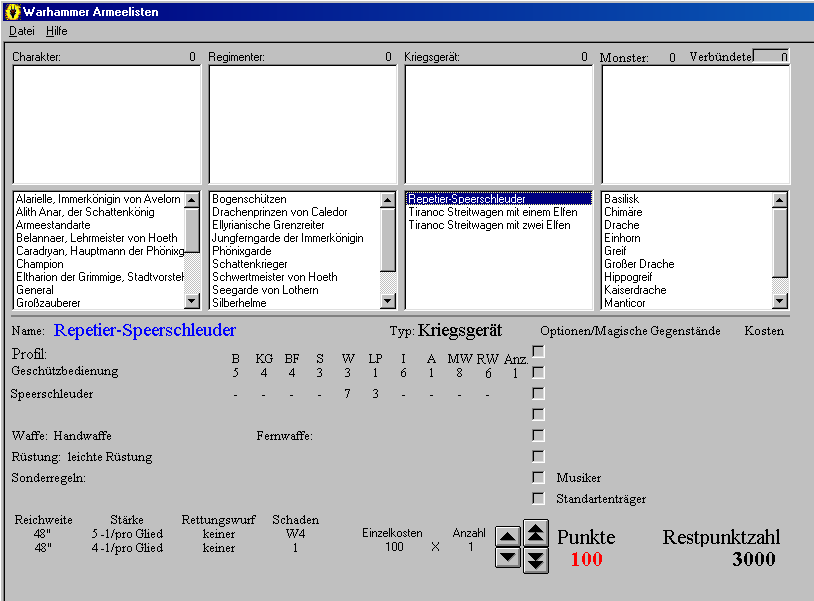 Warhammer Armeelisten
Datei Hilfe
Charakter: 0 Regimenter: 0 Kriegsgerät: 0 Monster: 0 Verbündete 0
Alarielle, Immerkönigin von Avelorn
Alith Anar, der Schattenkönig
Armeestandarte
Belannaer, Lehrmeister von Hoeth
Caradryan, Hauptmann der Phönixg
Champion
Eltharion der Grimmige, Stadtvorsteh
General
Großzauberer
Bogenschützen
Drachenprinzen von Caledor
Ellyrianische Grenzreiter
Jungferngarde der Immerkönigin
Phönixgarde
Schattenkrieger
Schwertmeister von Hoeth
Seegarde von Lothern
Silberhelme
Repetier-Speerschleuder
Tiranoc Streitwagen mit einem Elfen
Tiranoc Streitwagen mit zwei Elfen
Basilisk
Chimäre
Drache
Einhorn
Greif
Großer Drache
Hippogreif
Kaiserdrache
Manticor
Name: Repetier-Speerschleuder Typ: Kriegsgerät Optionen/Magische Gegenstände Kosten
Profil: B KG BF S W LP I A MW RW Anz.
Geschützbedienung 5 4 4 3 3 1 6 1 8 6 1
Speerschleuder - - - - 7 3 - - - -
Waffe: Handwaffe Fernwaffe:
Rüstung: leichte Rüstung
Sonderregeln: Musiker
Standartenträger
Reichweite Stärke Rettungswurf Schaden
48" 5 -1/pro Glied keiner W4
48" 4 -1/pro Glied keiner 1
Einzelkosten Anzahl
100 X 1
Punkte Restpunktzahl
100 3000